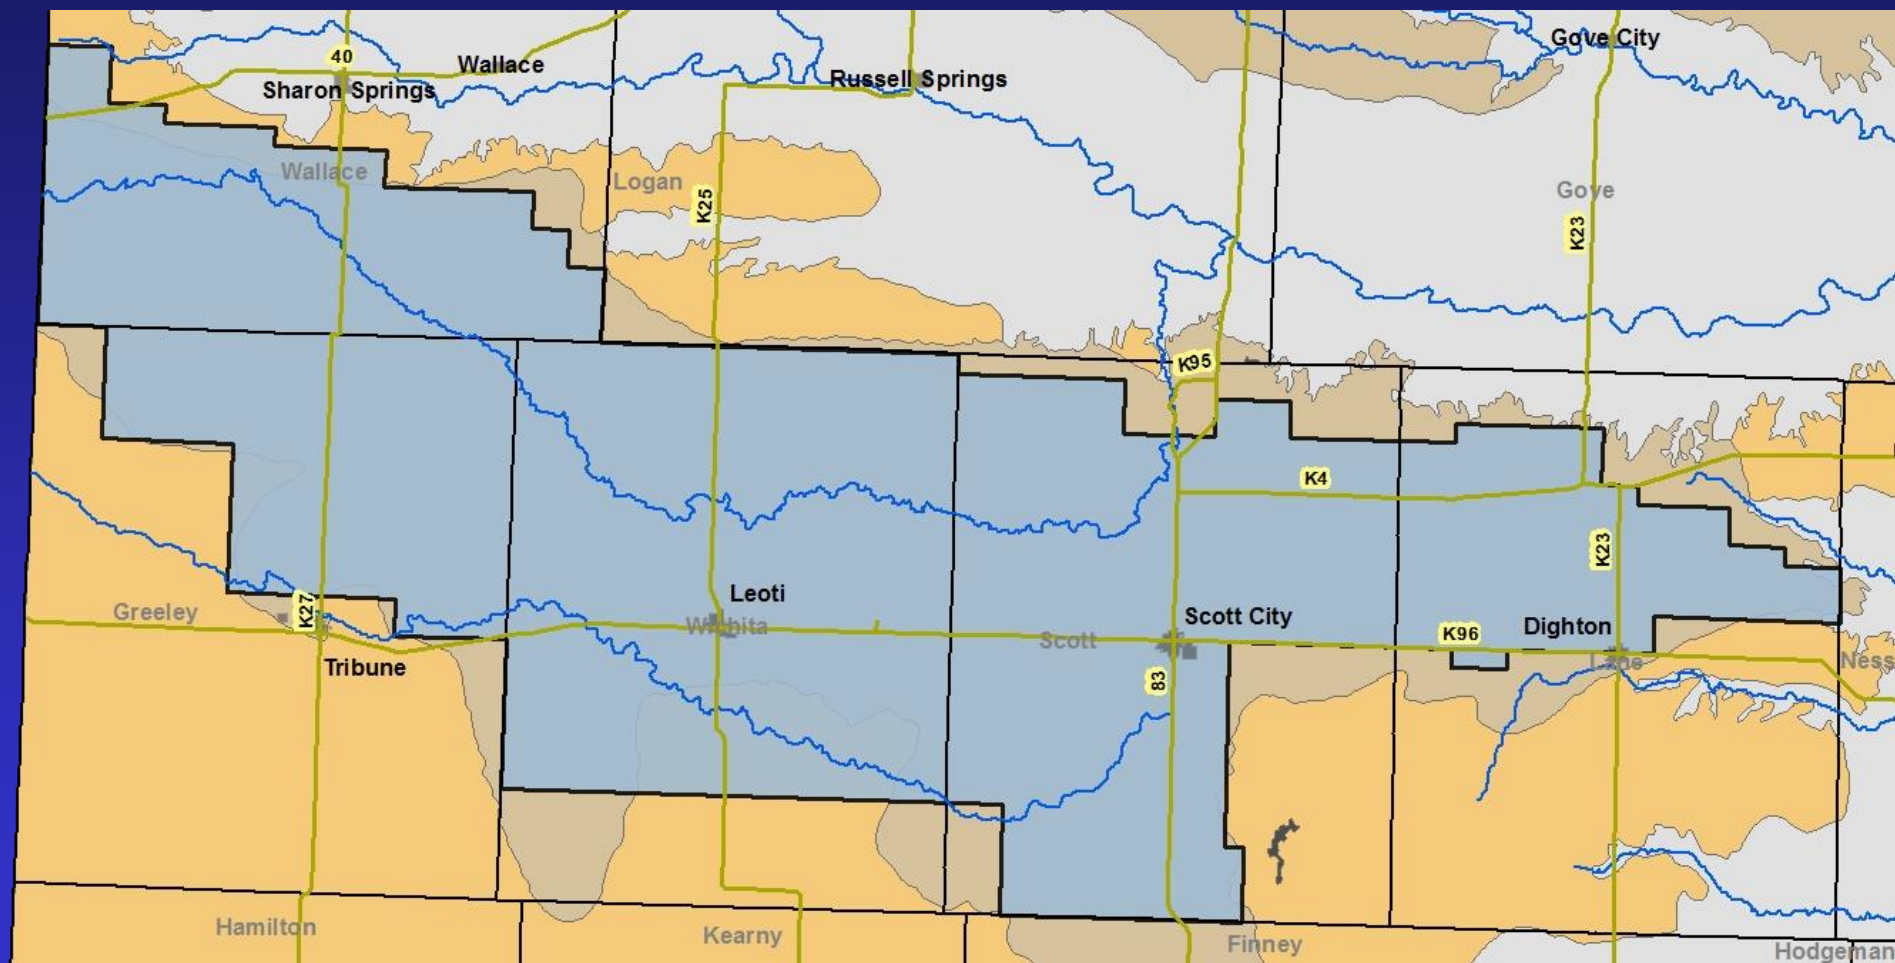 Gove City
40
Wallace
Sharon Springs
Russell Springs
Wallace
Logan
K25
Gove
K23
K95
K4
K23
Greeley
K27
Leoti
Wichita
Scott City
Scott
K96
Dighton
Lane
Ness
Tribune
83
Hamilton
Kearny
Finney
Hodgeman